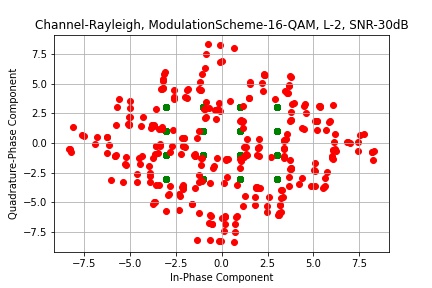 Channel-Rayleigh, ModulationScheme-16-QAM, L-2, SNR-30dB
Quadrature-Phase Component
7.5
5.0
2.5
0.0
−2.5
−5.0
−7.5
−7.5 −5.0 −2.5 0.0 2.5 5.0 7.5
In-Phase Component